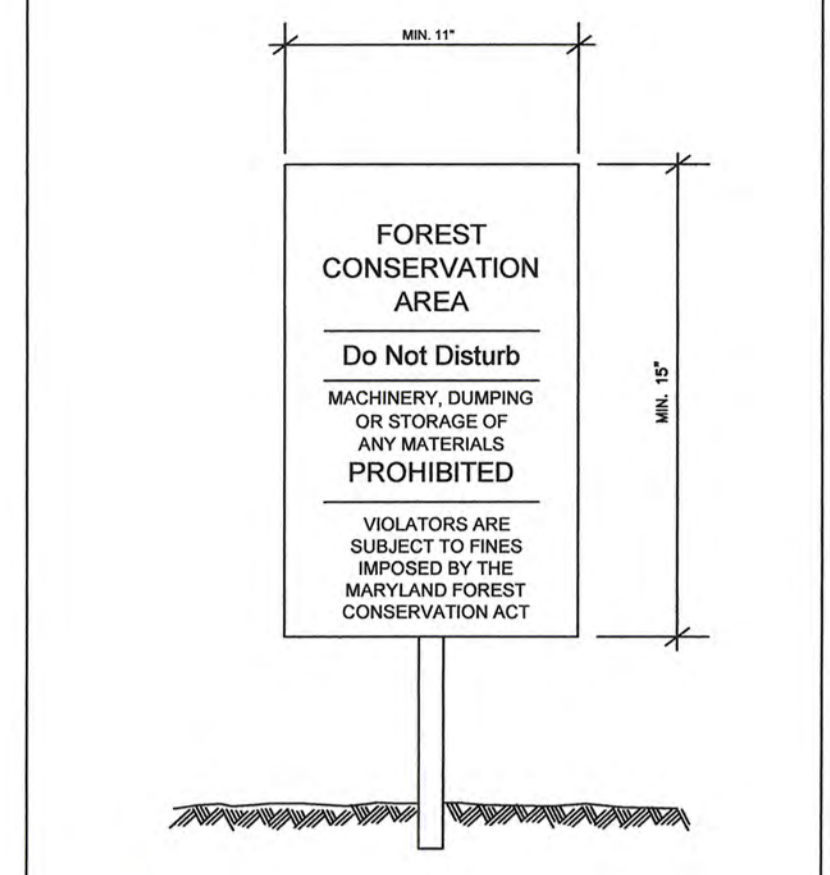 MIN. 11"
FOREST
CONSERVATION
AREA
Do Not Disturb
MACHINERY, DUMPING
OR STORAGE OF
ANY MATERIALS
PROHIBITED
VIOLATORS ARE
SUBJECT TO FINES
IMPOSED BY THE
MARYLAND FOREST
CONSERVATION ACT
MIN. 15"